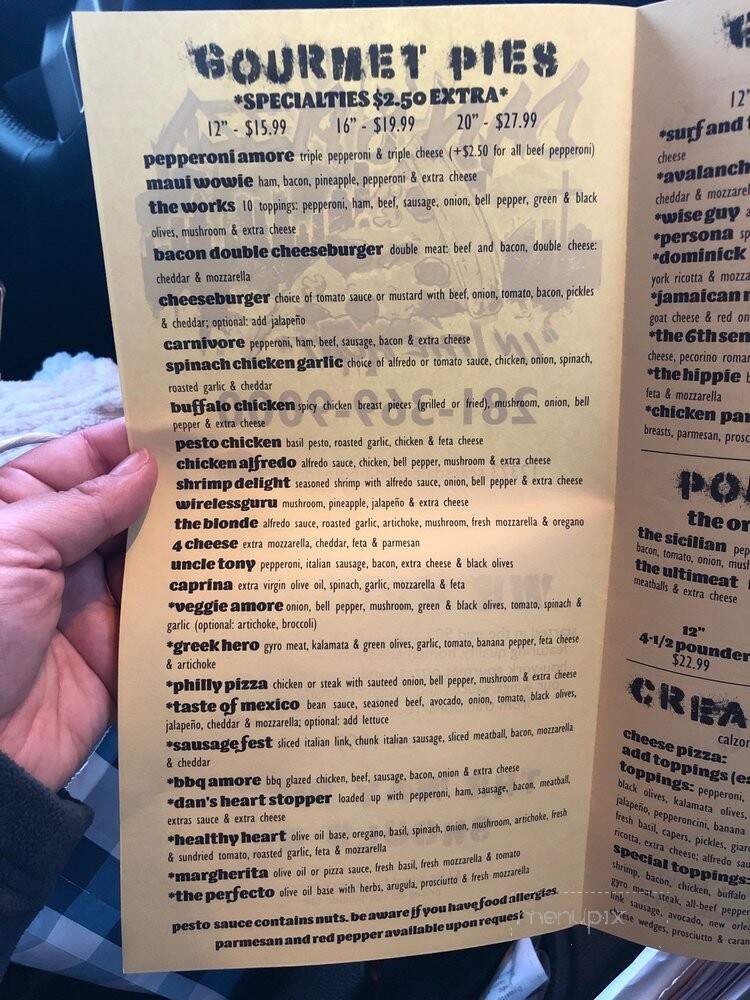 GOURMET PIES
*SPECIALTIES $2.50 EXTRA*
12" - $15.99 16" - $19.99 20" - $27.99
pepperoni amore triple pepperoni & triple cheese (+$2.50 for all beef pepperoni)
maui wowie ham, bacon, pineapple, pepperoni & extra cheese
the works 10 toppings: pepperoni, ham, beef, sausage, onion, bell pepper, green & black
olives, mushroom & extra cheese
bacon double cheeseburger double meat: beef and bacon, double cheese:
cheddar & mozzarella
cheeseburger choice of tomato sauce or mustard with beef, onion, tomato, bacon, pickles
& cheddar; optional: add jalapeño
carnivore pepperoni, ham, beef, sausage, bacon & extra cheese
spinach chicken garlic choice of alfredo or tomato sauce, chicken, onion, spinach,
roasted garlic & cheddar
buffalo chicken spicy chicken breast pieces (grilled or fried), mushroom, onion, bell
pepper & extra cheese
pesto chicken basil pesto, roasted garlic, chicken & feta cheese
chicken alfredo alfredo sauce, chicken, bell pepper, mushroom & extra cheese
shrimp delight seasoned shrimp with alfredo sauce, onion, bell pepper & extra cheese
wirelessguru mushroom, pineapple, jalapeño & extra cheese
the blonde alfredo sauce, roasted garlic, artichoke, mushroom, fresh mozzarella & oregano
4 cheese extra mozzarella, cheddar, feta & parmesan
uncle tony pepperoni, italian sausage, bacon, extra cheese & black olives
caprina extra virgin olive oil, spinach, garlic, mozzarella & feta
*veggie amore onion, bell pepper, mushroom, green & black olives, tomato, spinach &
garlic (optional: artichoke, broccoli)
*greek hero gyro meat, kalamata & green olives, garlic, tomato, banana pepper, feta cheese
& artichoke
*philly pizza chicken or steak with sauteed onion, bell pepper, mushroom & extra cheese
*taste of mexico bean sauce, seasoned beef, avocado, onion, tomato, black olives,
jalapeño, cheddar & mozzarella; optional: add lettuce
*sausage fest sliced italian link, chunk italian sausage, sliced meatball, bacon, mozzarella
& cheddar
*bbq amore bbq glazed chicken, beef, sausage, bacon, onion & extra cheese
*dan's heart stopper loaded up with pepperoni, ham, sausage, bacon, meatball,
extras sauce & extra cheese
*healthy heart olive oil base, oregano, basil, spinach, onion, mushroom, artichoke, fresh
& sundried tomato, roasted garlic, feta & mozzarella
*margherita olive oil or pizza sauce, fresh basil, fresh mozzarella & tomato
*the perfecto olive oil base with herbs, arugula, prosciutto & fresh mozzarella
pesto sauce contains nuts. be aware if you have food allergies.
parmesan and red pepper available upon request
menupix
12"
*surf and
cheese
*avalanch
cheddar & mozzarel
*wise guy
*persona sp
*dominick
york ricotta & mozza
*jamaican
goat cheese & red on
*the 6th sen
cheese, pecorino roman
*the hippie
feta & mozzarella
*chicken par
breasts, parmesan, prosc
the or
the sicilian pep
bacon, tomato, onion, mush
the ultimeat
meatballs & extra cheese
12"
4-1/2 pounder
$22.99
CREA
calzon
cheese pizza:
add toppings (ea
toppings: pepperoni,
black olives, kalamata olives,
jalapeño, pepperoncini, banana
fresh basil, capers, pickles, giard
ricotta, extra cheese; alfredo sau
special toppings:
shrimp, bacon, chicken, buffalo
gyro meat, steak, all-beef pepper
link sausage, avocado, new orlea
wedges, prosciutto & caram